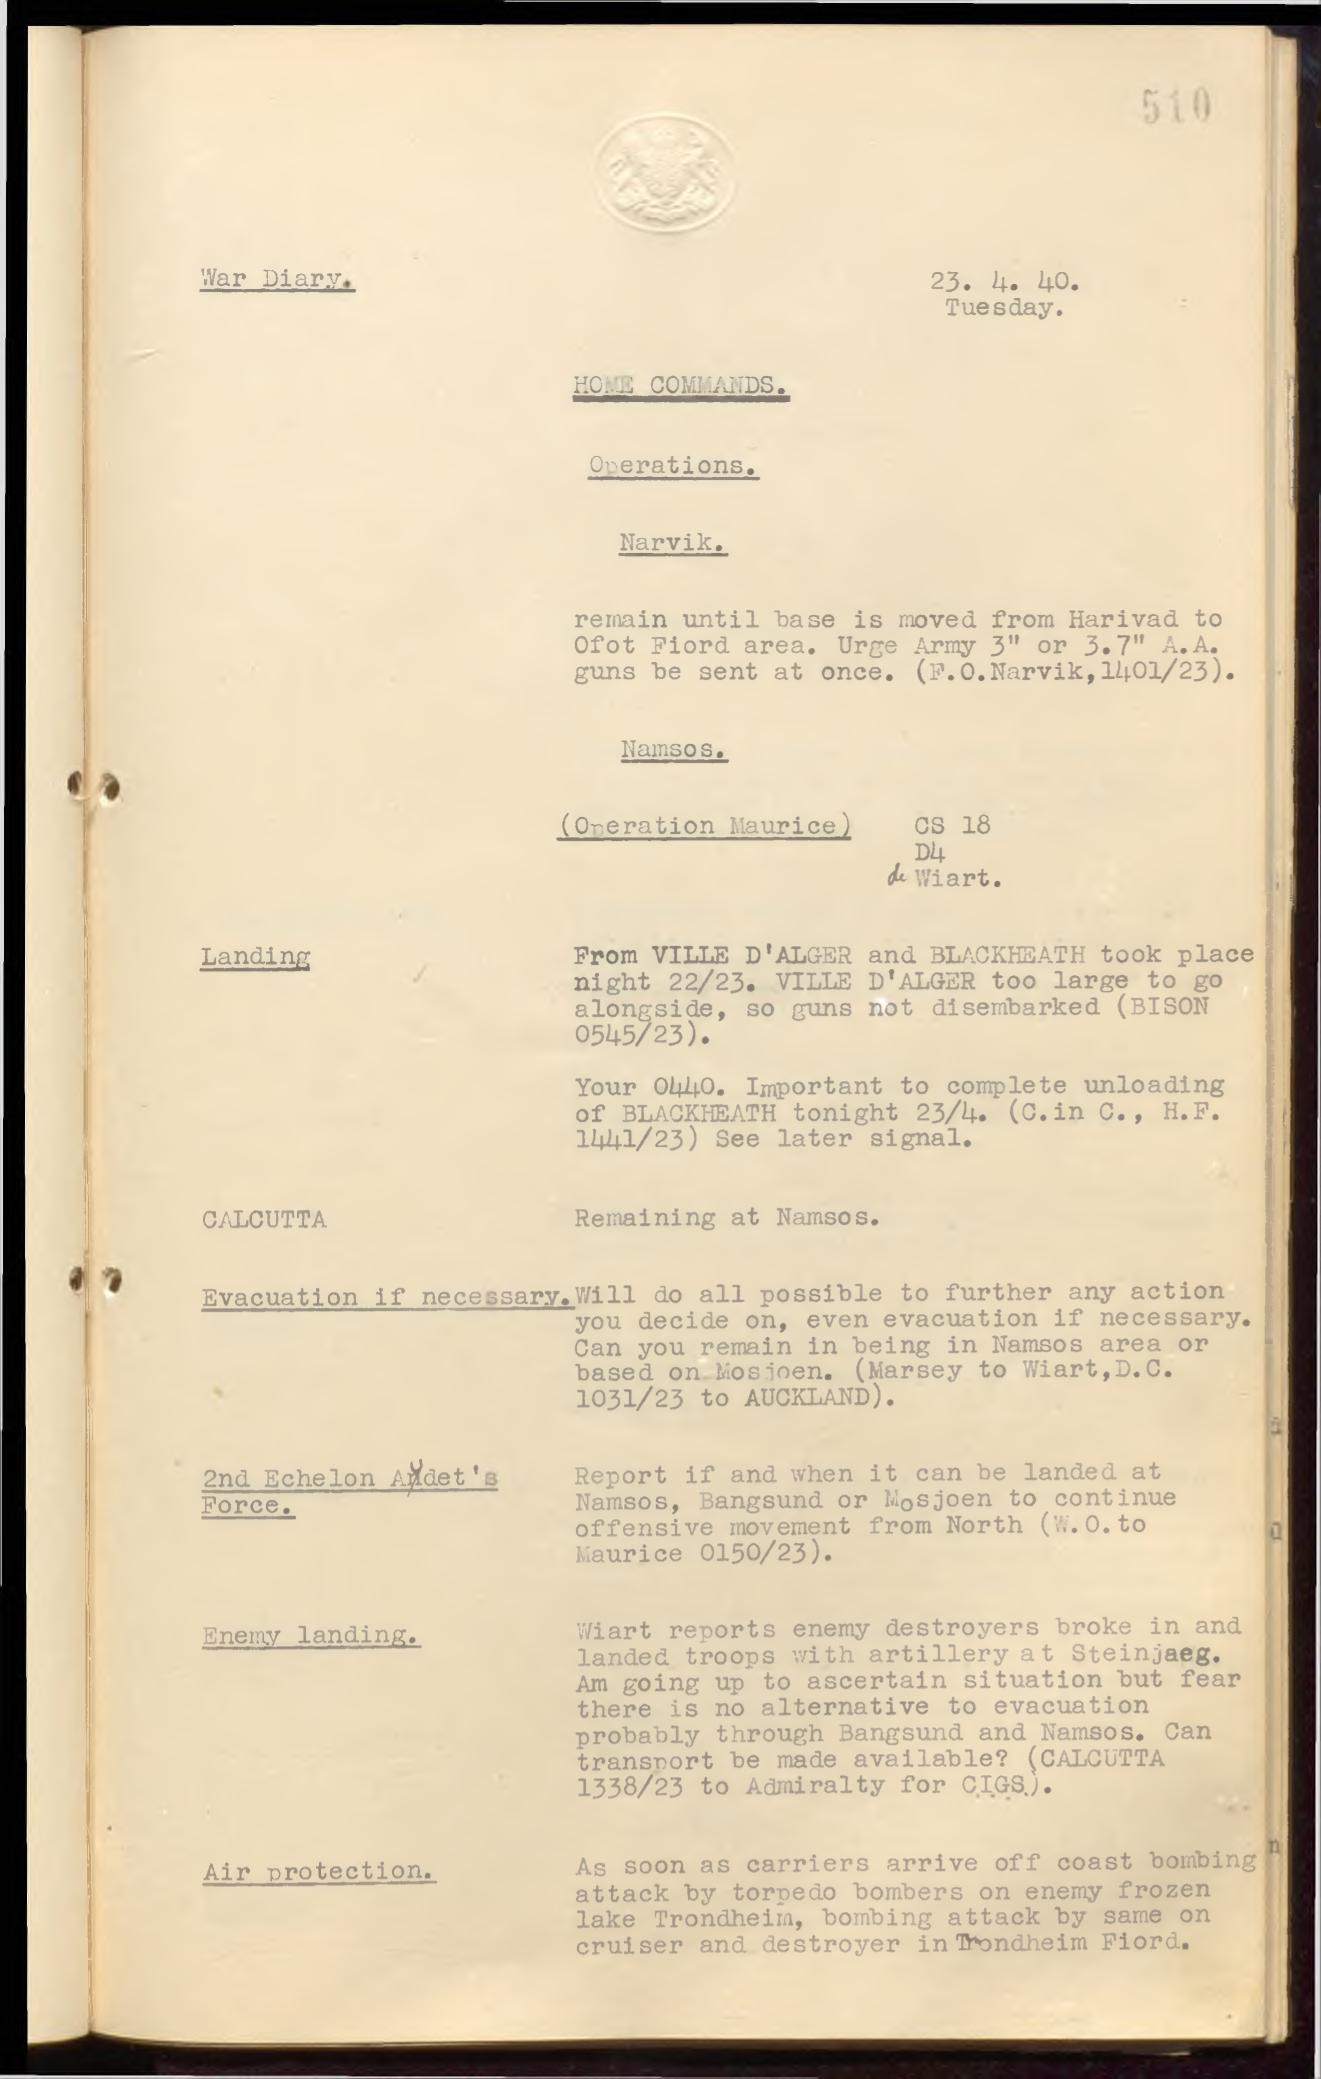 510
War Diary.
23. 4. 40.
Tuesday.
HOME COMMANDS.
Operations.
Narvik.
remain until base is moved from Harivad to
Ofot Fiord area. Urge Army 3" or 3.7" A.A.
guns be sent at once. (F.O.Narvik,1401/23).
Namsos.
(Operation Maurice) CS 18
D4
de Wiart.
Landing From VILLE D'ALGER and BLACKHEATH took place
night 22/23. VILLE D'ALGER too large to go
alongside, so guns not disembarked (BISON
0545/23).
Your 0440. Important to complete unloading
of BLACKHEATH tonight 23/4. (C.in C., H.F.
1441/23) See later signal.
CALCUTTA Remaining at Namsos.
Evacuation if necessary. Will do all possible to further any action
you decide on, even evacuation if necessary.
Can you remain in being in Namsos area or
based on Mosjoen. (Marsey to Wiart,D.C.
1031/23 to AUCKLAND).
2nd Echelon Audet's Report if and when it can be landed at
Force. Namsos, Bangsund or Mosjoen to continue
offensive movement from North (W.O.to
Maurice 0150/23).
Enemy landing. Wiart reports enemy destroyers broke in and
landed troops with artillery at Steinjaeg.
Am going up to ascertain situation but fear
there is no alternative to evacuation
probably through Bangsund and Namsos. Can
transport be made available? (CALCUTTA
1338/23 to Admiralty for C.I.G.S.).
Air protection. As soon as carriers arrive off coast bombing
attack by torpedo bombers on enemy frozen
lake Trondheim, bombing attack by same on
cruiser and destroyer in Trondheim Fiord.